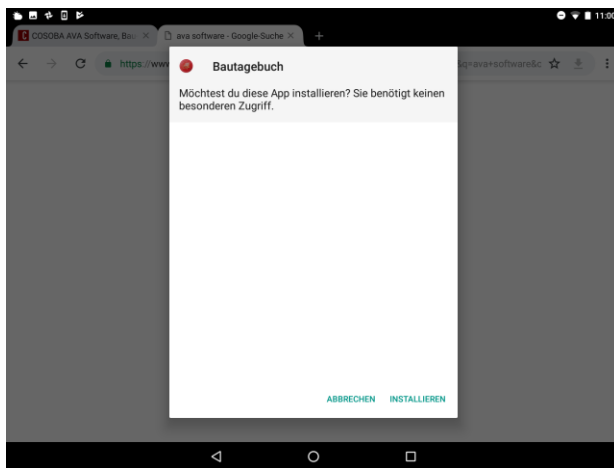 11:00
COSOBA AVA Software, Bau
ava software - Google-Suche
https://www
q=ava+software&c
Bautagebuch
Möchtest du diese App installieren? Sie benötigt keinen
besonderen Zugriff.
ABBRECHEN INSTALLIEREN